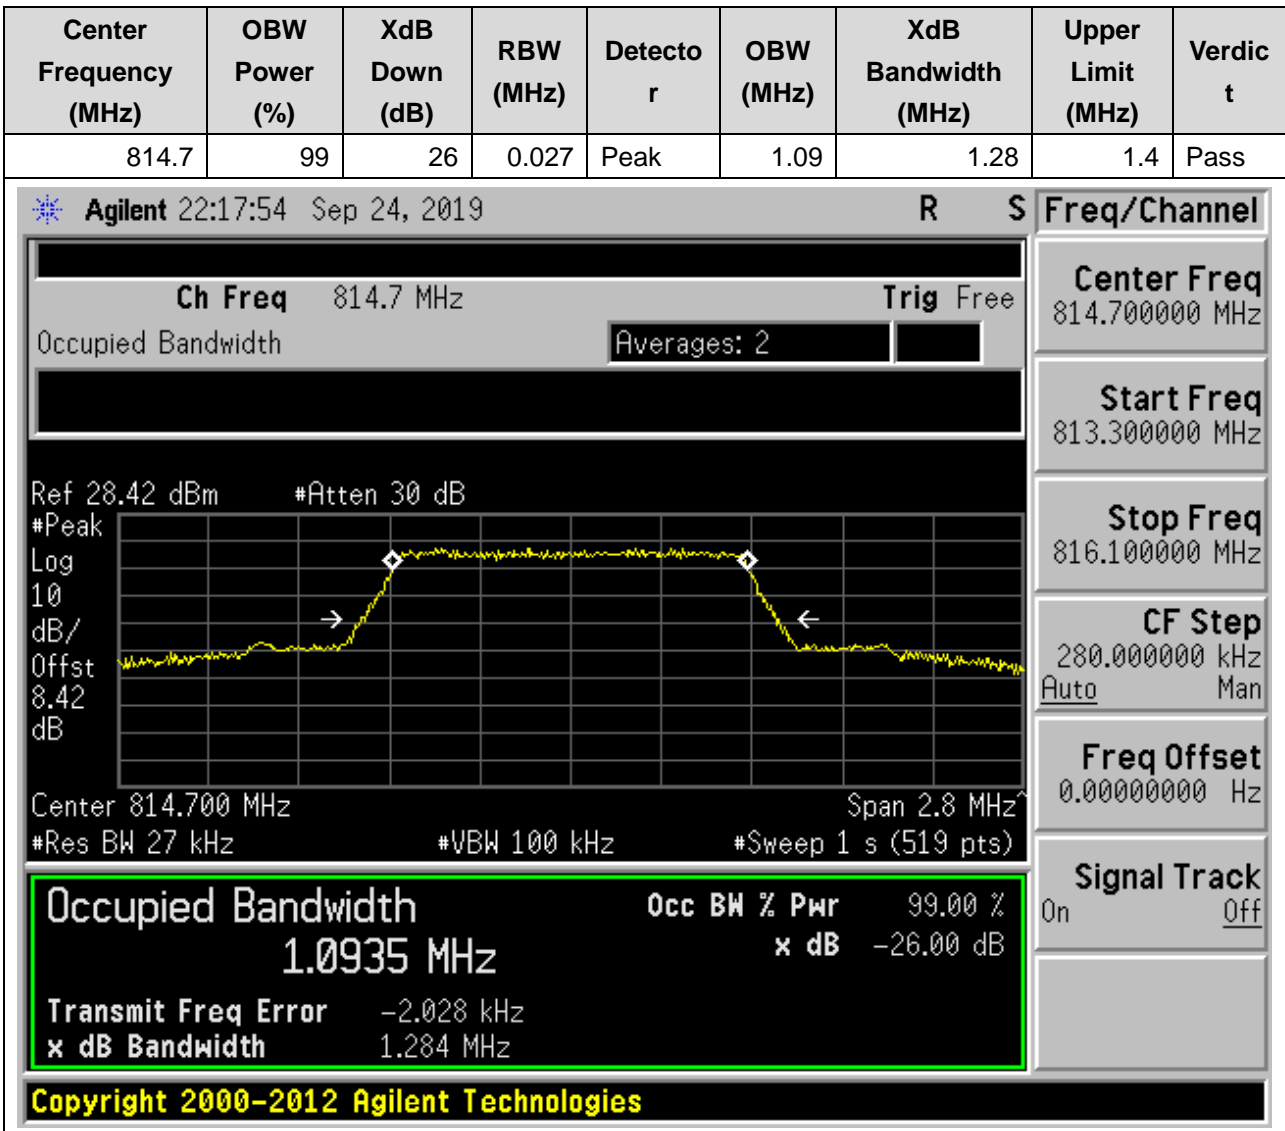 Center Frequency (MHz) OBW Power (%) XdB Down (dB) RBW (MHz) Detector OBW (MHz) XdB Bandwidth (MHz) Upper Limit (MHz) Verdict
814.7 99 26 0.027 Peak 1.09 1.28 1.4 Pass
Agilent 22:17:54 Sep 24, 2019 R S
Freq/Channel
Ch Freq 814.7 MHz Trig Free
Occupied Bandwidth Averages: 2
Center Freq
814.700000 MHz
Start Freq
813.300000 MHz
Stop Freq
816.100000 MHz
CF Step
280.000000 kHz
Auto Man
Freq Offset
0.00000000 Hz
Signal Track
On Off
Ref 28.42 dBm #Atten 30 dB
#Peak
Log
10
dB/
Offst
8.42
dB
Center 814.700 MHz Span 2.8 MHz^
#Res BW 27 kHz #VBW 100 kHz #Sweep 1 s (519 pts)
Occupied Bandwidth Occ BW % Pwr 99.00 %
1.0935 MHz x dB -26.00 dB
Transmit Freq Error -2.028 kHz
x dB Bandwidth 1.284 MHz
Copyright 2000-2012 Agilent Technologies